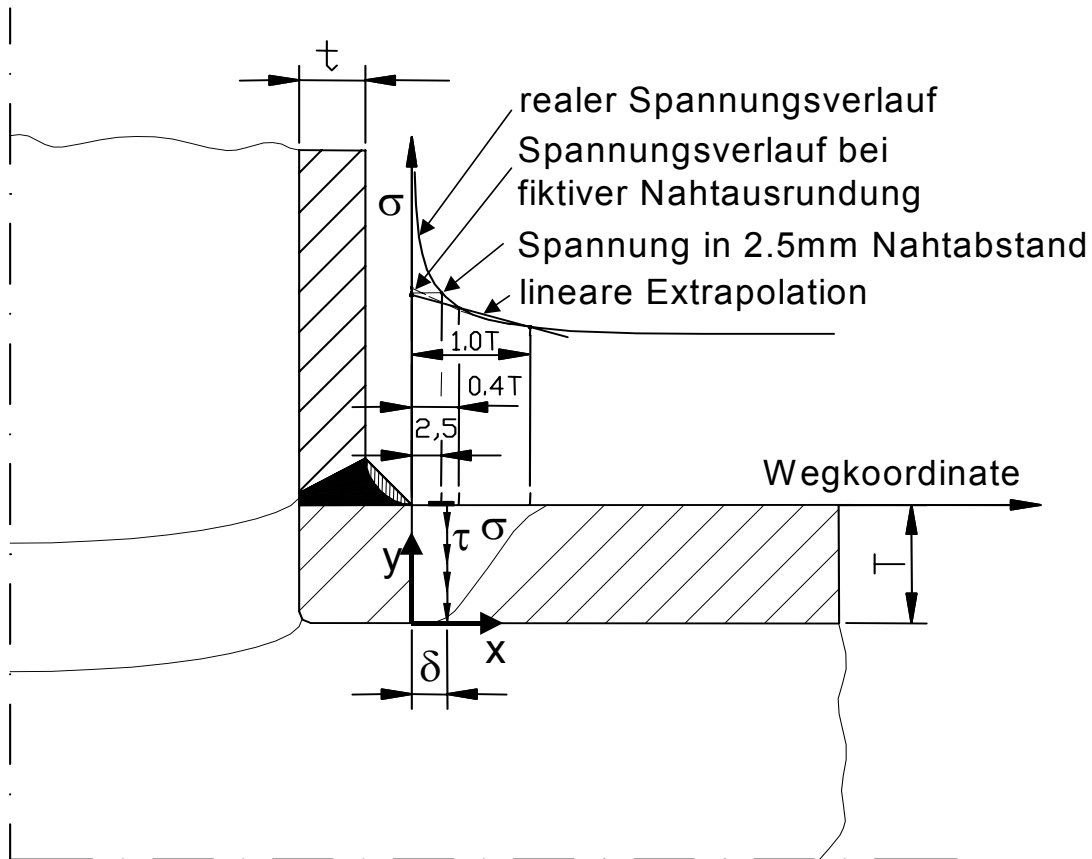 t
realer Spannungsverlauf
Spannungsverlauf bei
fiktiver Nahtausrundung
σ
Spannung in 2.5mm Nahtabstand
lineare Extrapolation
1.0T
0.4T
2,5
Wegkoordinate
τ σ
y
T
x
δ